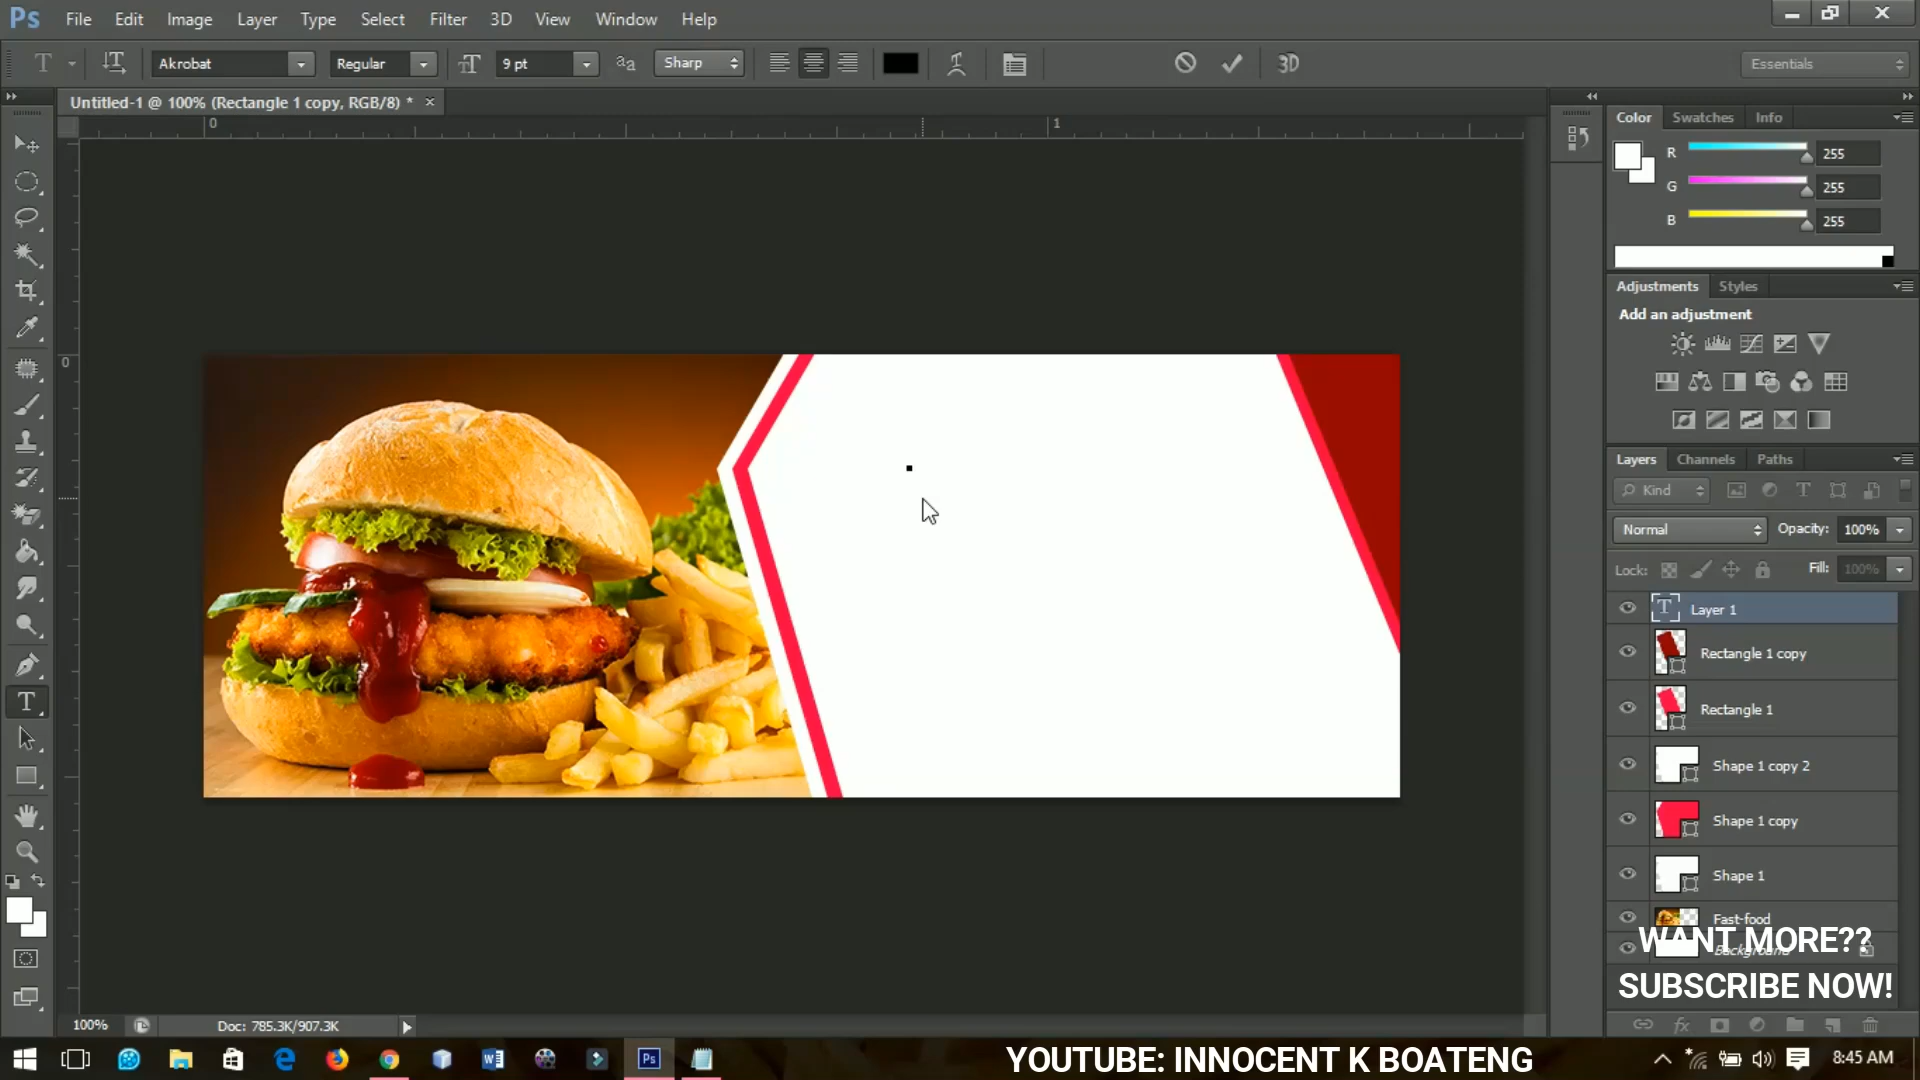 Ps File Edit Image Layer Type Select Filter 3D View Window Help
T Akrobat Regular 9 pt Sharp 3D Essentials
Untitled-1 @ 100% (Rectangle 1 copy, RGB/8) *
0 1
0
Color Swatches Info
R 255
G 255
B 255
Adjustments Styles
Add an adjustment
Layers Channels Paths
Kind
Normal Opacity: 100%
Lock: Fill: 100%
Layer 1
Rectangle 1 copy
Rectangle 1
Shape 1 copy 2
Shape 1 copy
Shape 1
Fast-food
Background
WANT MORE??
SUBSCRIBE NOW!
100% Doc: 785.3K/907.3K
YOUTUBE: INNOCENT K BOATENG
8:45 AM